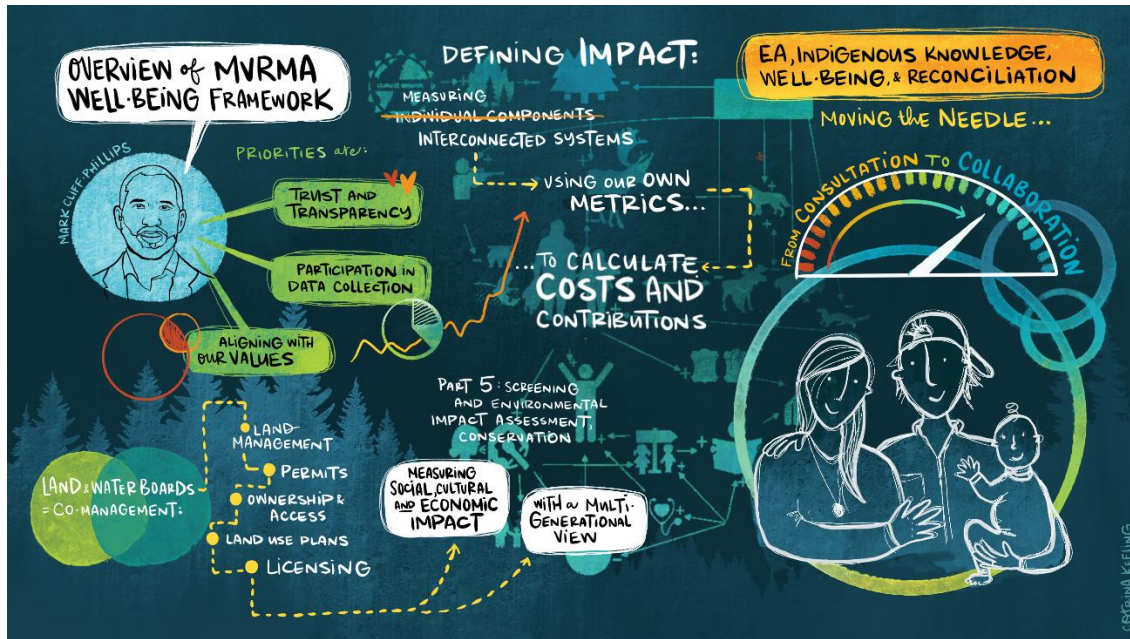 OVERVIEW of MVRMA
WELL-BEING FRAMEWORK
MARK CLIFF-PHILLIPS
PRIORITIES are:
TRUST AND
TRANSPARENCY
PARTICIPATION IN
DATA COLLECTION
ALIGNING WITH
OUR VALUES
LAND & WATER BOARDS
= CO-MANAGEMENT:
LAND-
MANAGEMENT
PERMITS
OWNERSHIP &
ACCESS
LAND USE PLANS
LICENSING
DEFINING IMPACT:
MEASURING
INDIVIDUAL COMPONENTS
INTERCONNECTED SYSTEMS
USING OUR OWN
METRICS...
...TO CALCULATE
COSTS AND
CONTRIBUTIONS
PART 5: SCREENING
AND ENVIRONMENTAL
IMPACT ASSESSMENT,
CONSERVATION
MEASURING
SOCIAL, CULTURAL
AND ECONOMIC
IMPACT
WITH a MULTI-
GENERATIONAL
VIEW
EA, INDIGENOUS KNOWLEDGE,
WELL-BEING, & RECONCILIATION
MOVING the NEEDLE...
FROM CONSULTATION TO COLLABORATION
CATRINA KEELING